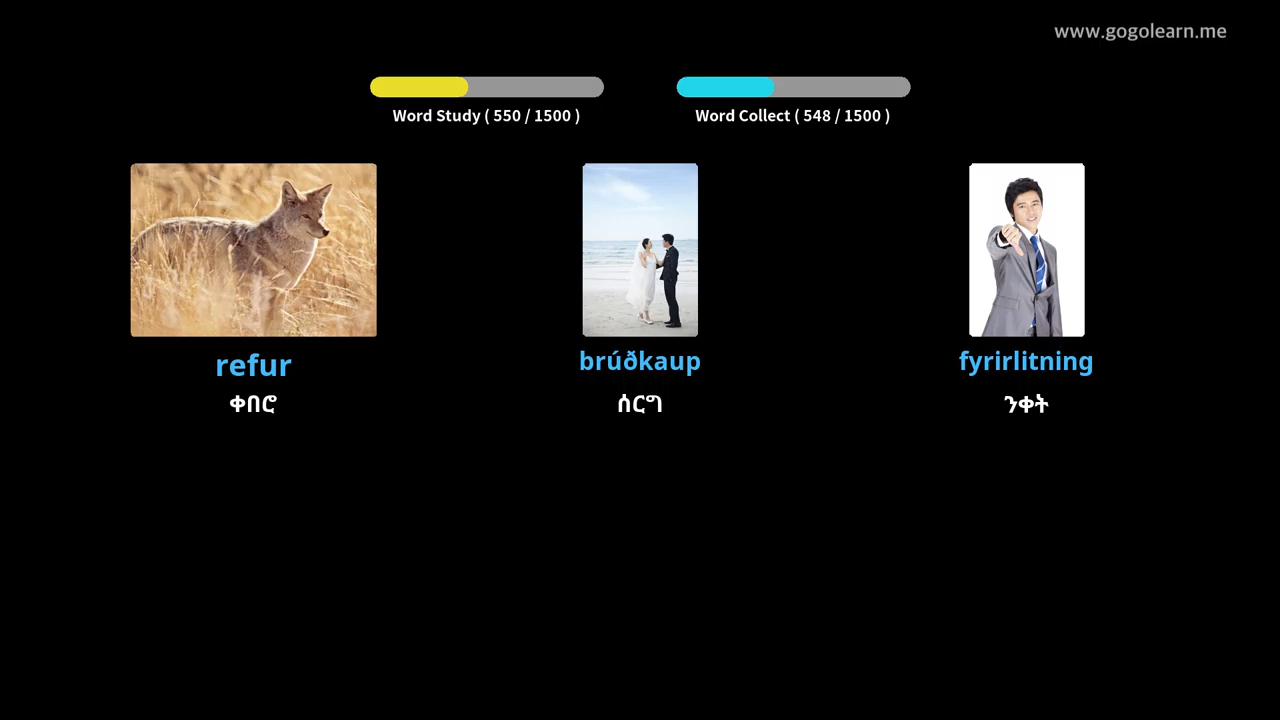 www.gogolearn.me
Word Study ( 550 / 1500 )
Word Collect ( 548 / 1500 )
refur
brúðkaup
fyrirlitning
ቀበሮ
ሰርግ
ንቀት